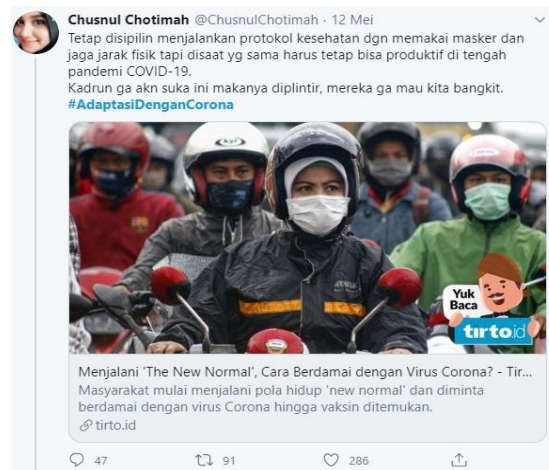 Chusnul Chotimah @ChusnulChotimah · 12 Mei
Tetap disipilin menjalankan protokol kesehatan dgn memakai masker dan
jaga jarak fisik tapi disaat yg sama harus tetap bisa produktif di tengah
pandemi COVID-19.
Kadrun ga akn suka ini makanya diplintir, mereka ga mau kita bangkit.
#AdaptasiDenganCorona
Yuk
Baca
tirto.id
Menjalani 'The New Normal', Cara Berdamai dengan Virus Corona? - Tir...
Masyarakat mulai menjalani pola hidup 'new normal' dan diminta
berdamai dengan virus Corona hingga vaksin ditemukan.
tirto.id
47 91 286